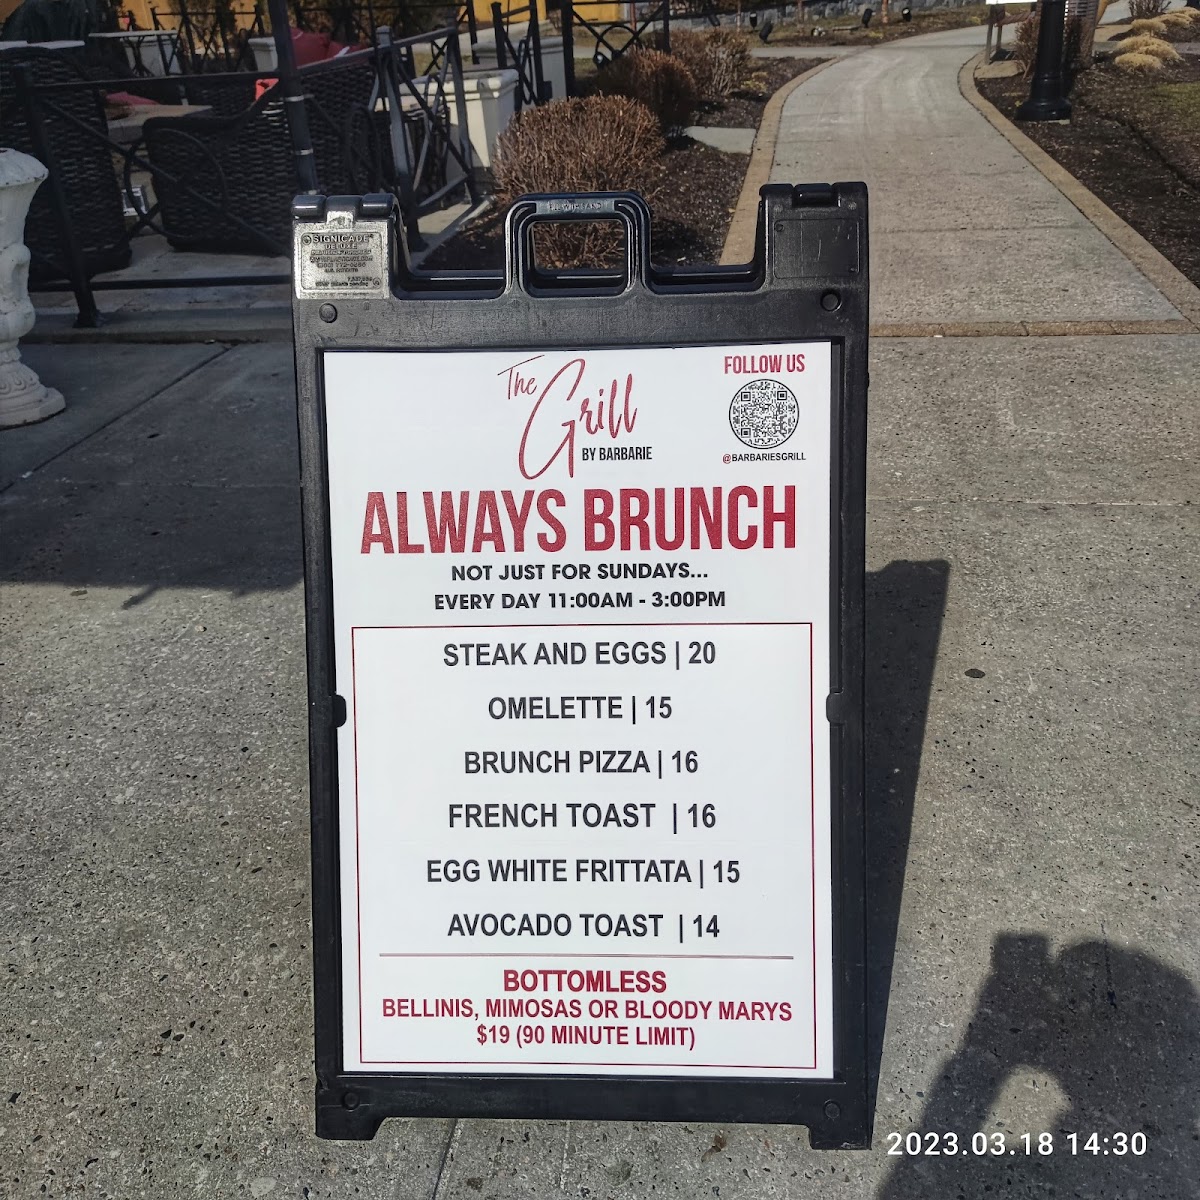 SIGNICADE
DELUXE
The Grill
BY BARBARIE
FOLLOW US
@BARBARIESGRILL
ALWAYS BRUNCH
NOT JUST FOR SUNDAYS...
EVERY DAY 11:00AM - 3:00PM
STEAK AND EGGS | 20
OMELETTE | 15
BRUNCH PIZZA | 16
FRENCH TOAST | 16
EGG WHITE FRITTATA | 15
AVOCADO TOAST | 14
BOTTOMLESS
BELLINIS, MIMOSAS OR BLOODY MARYS
$19 (90 MINUTE LIMIT)
2023.03.18 14:30